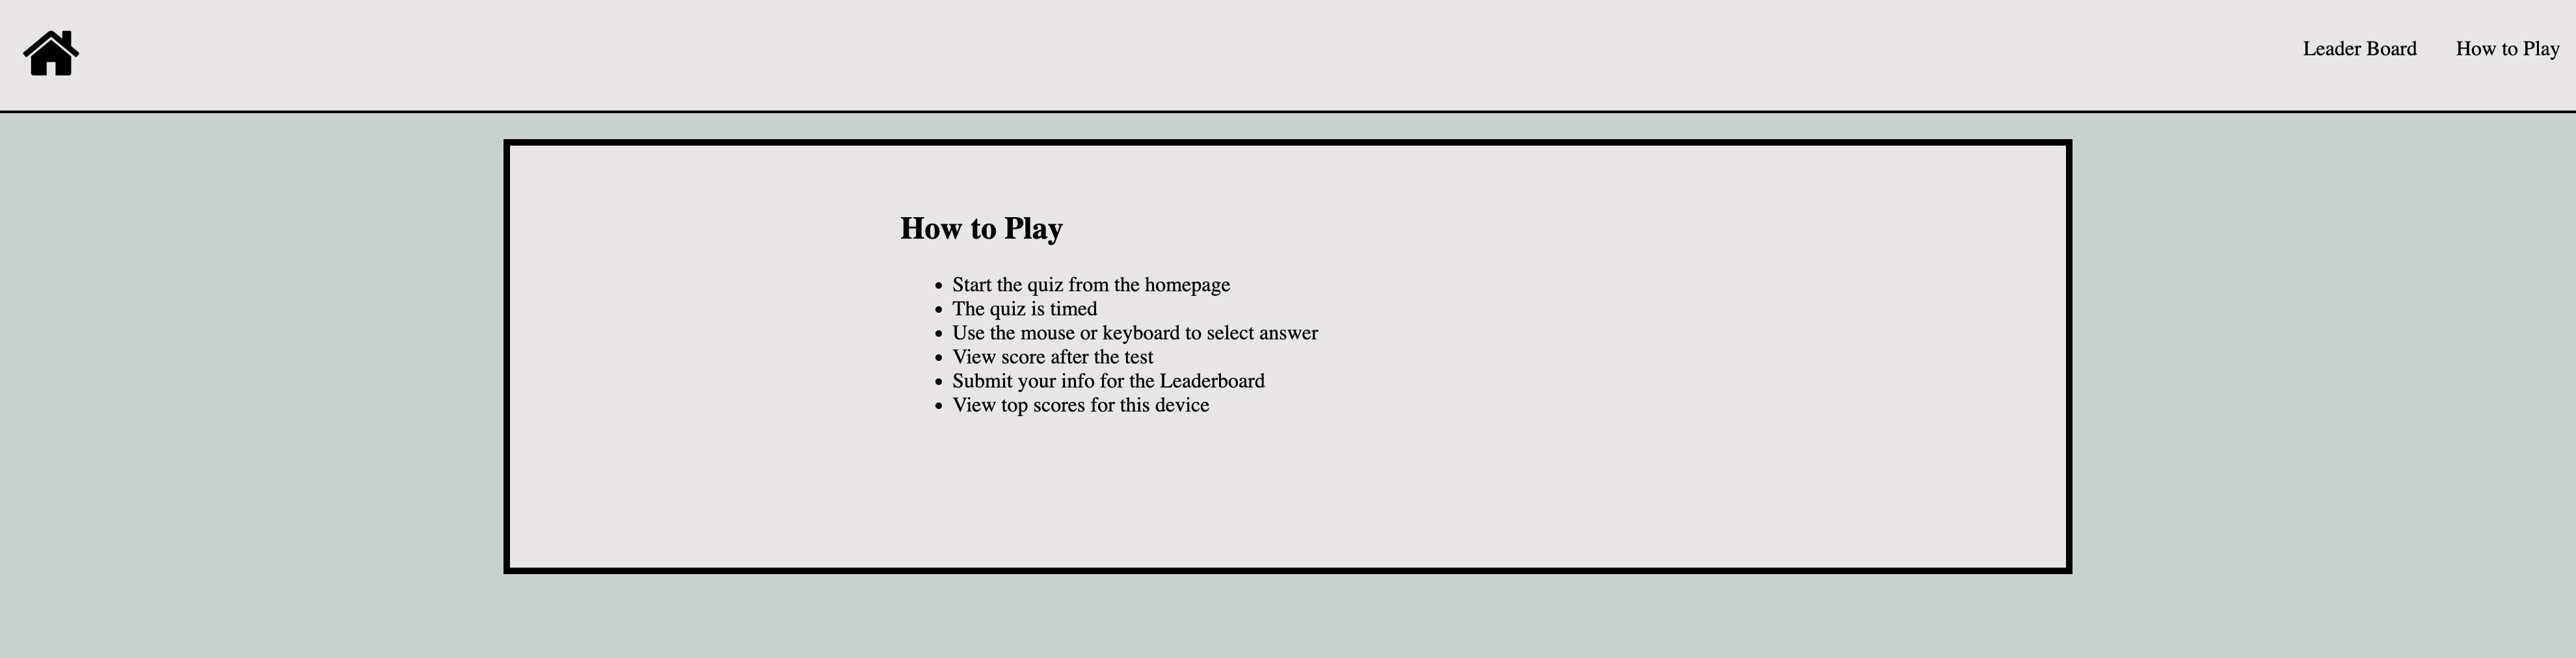 Leader Board How to Play
How to Play
Start the quiz from the homepage
The quiz is timed
Use the mouse or keyboard to select answer
View score after the test
Submit your info for the Leaderboard
View top scores for this device